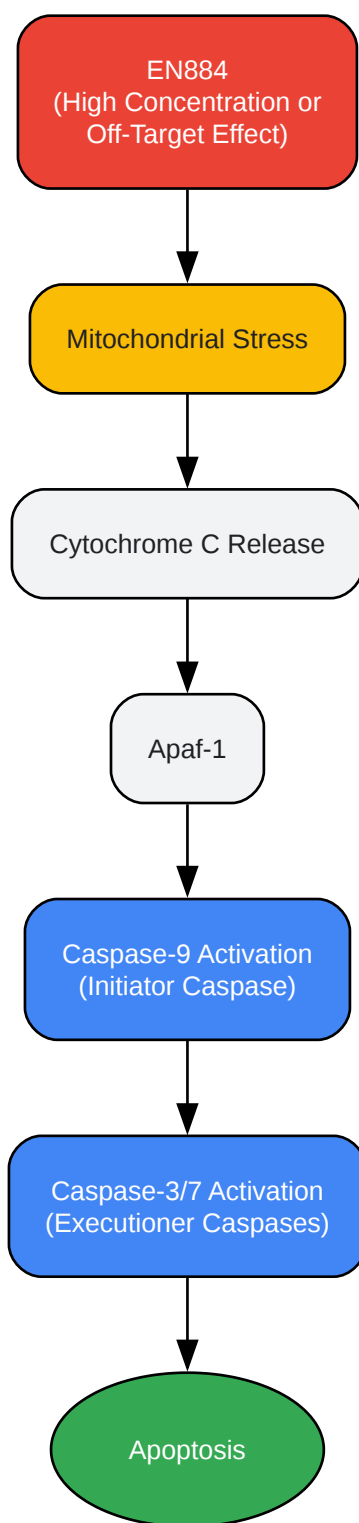 EN884
(High Concentration or
Off-Target Effect)
Mitochondrial Stress
Cytochrome C Release
Apaf-1
Caspase-9 Activation
(Initiator Caspase)
Caspase-3/7 Activation
(Executioner Caspases)
Apoptosis